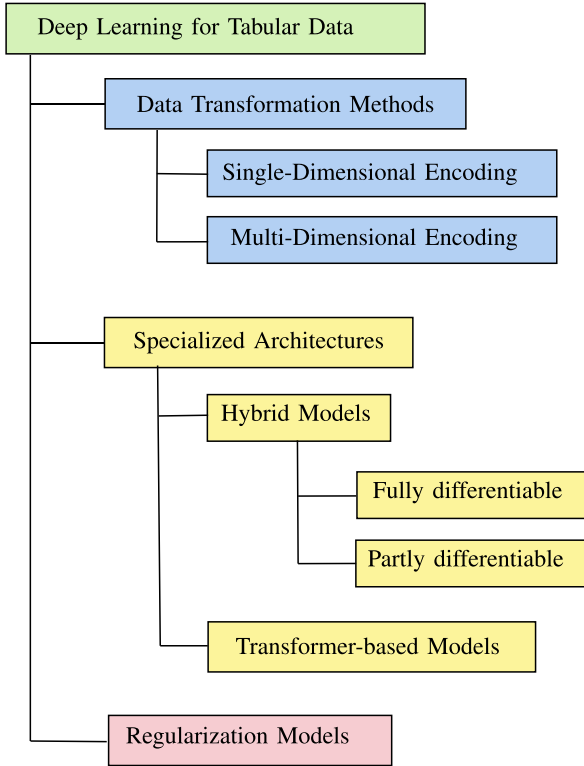 Deep Learning for Tabular Data
Data Transformation Methods
Single-Dimensional Encoding
Multi-Dimensional Encoding
Specialized Architectures
Hybrid Models
Fully differentiable
Partly differentiable
Transformer-based Models
Regularization Models